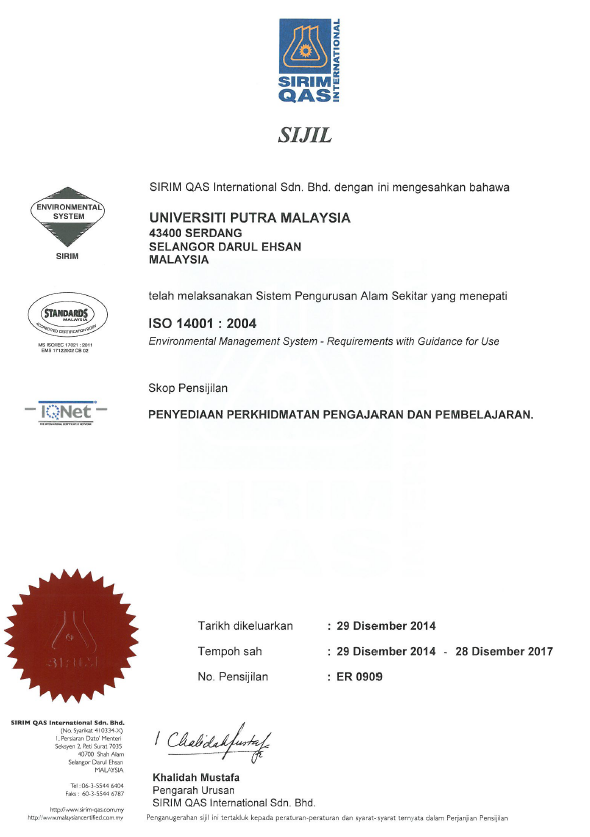 SIRIM
QAS
INTERNATIONAL
SIJIL
SIRIM QAS International Sdn. Bhd. dengan ini mengesahkan bahawa
ENVIRONMENTAL
SYSTEM
SIRIM
UNIVERSITI PUTRA MALAYSIA
43400 SERDANG
SELANGOR DARUL EHSAN
MALAYSIA
telah melaksanakan Sistem Pengurusan Alam Sekitar yang menepati
STANDARDS
MALAYSIA
ACCREDITED CERTIFICATION BODY
MS ISO/IEC 17021 : 2011
EMS 17122002 CB 02
ISO 14001 : 2004
Environmental Management System - Requirements with Guidance for Use
Skop Pensijilan
IQNet
PENYEDIAAN PERKHIDMATAN PENGAJARAN DAN PEMBELAJARAN.
SIRIM
QAS
SIRIM
Tarikh dikeluarkan : 29 Disember 2014
Tempoh sah : 29 Disember 2014 - 28 Disember 2017
No. Pensijilan : ER 0909
SIRIM QAS International Sdn. Bhd.
(No. Syarikat 410334-X)
1, Persiaran Dato' Menteri
Seksyen 2, Peti Surat 7035
40700 Shah Alam
Selangor Darul Ehsan
MALAYSIA
Tel : 06-3-5544 6404
Faks : 60-3-5544 6787
http://www.sirim-qas.com.my
http://www.malaysiancertified.com.my
Khalidah Mustafa
Pengarah Urusan
SIRIM QAS International Sdn. Bhd.
Penganugerahan sijil ini tertakluk kepada peraturan-peraturan dan syarat-syarat ternyata dalam Perjanjian Pensijilan